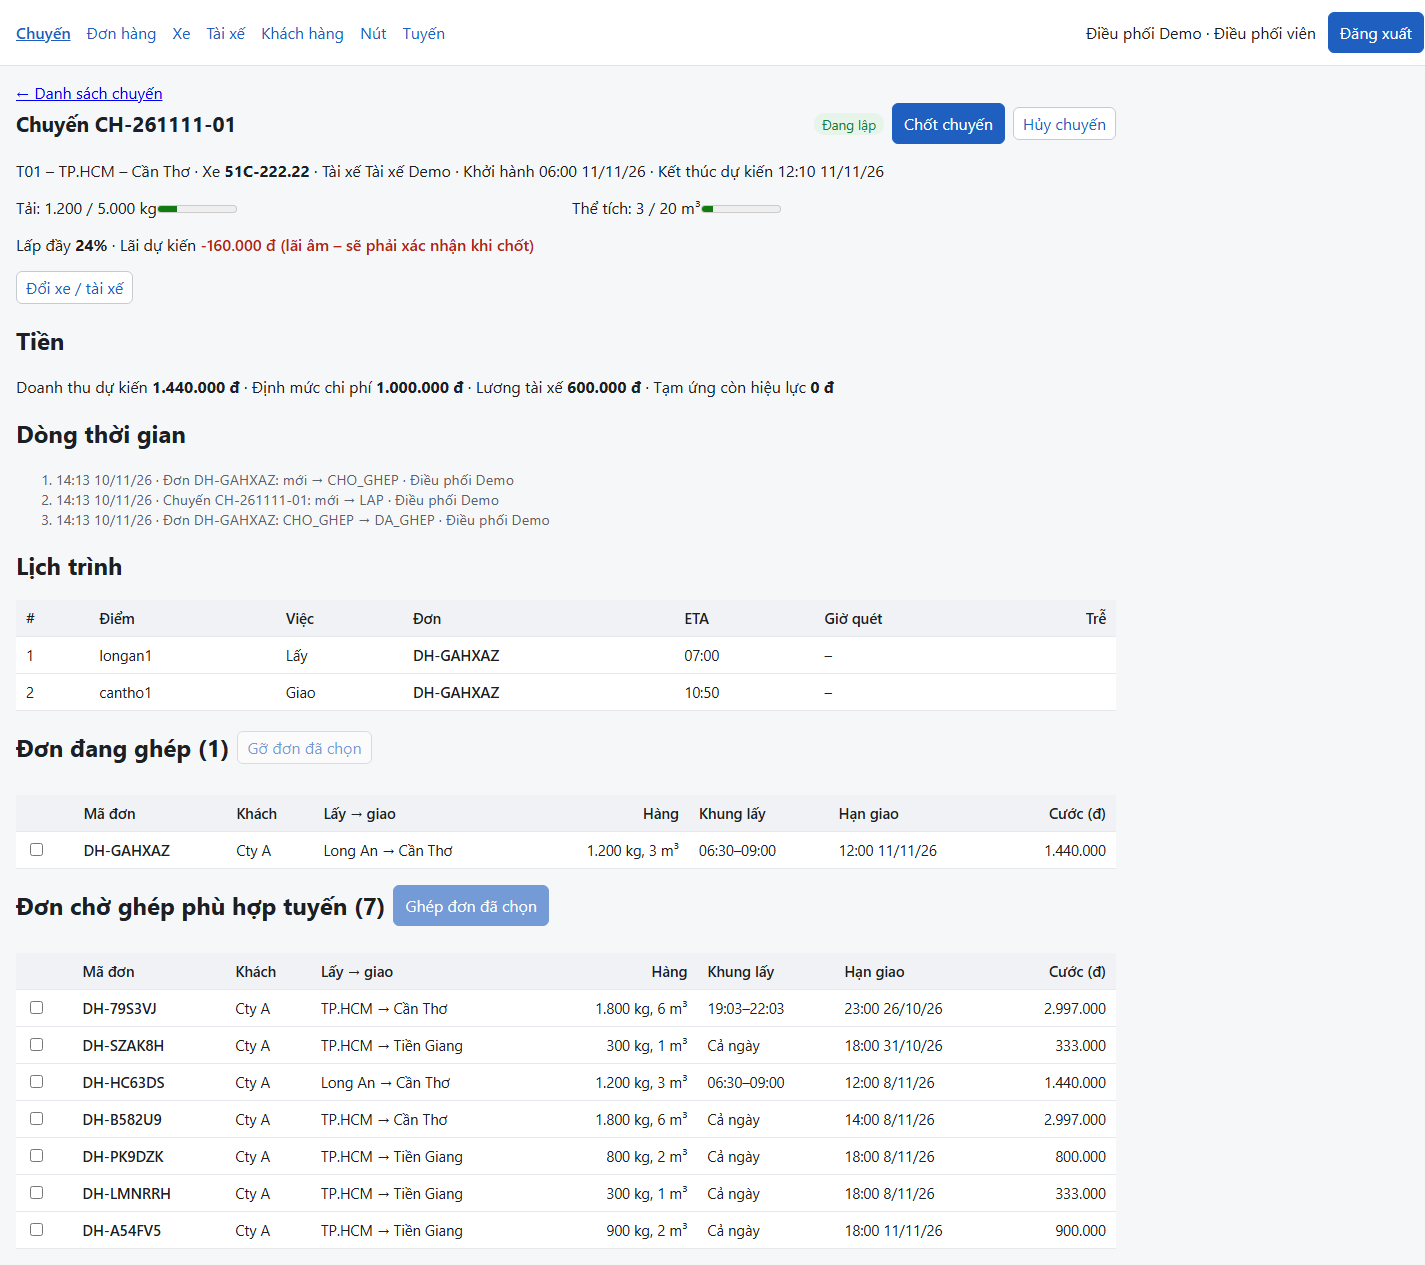 Chuyến Đơn hàng Xe Tài xế Khách hàng Nút Tuyến Điều phối Demo · Điều phối viên Đăng xuất
← Danh sách chuyến
Chuyến CH-261111-01 Đang lập Chốt chuyến Hủy chuyến
T01 – TP.HCM – Cần Thơ · Xe 51C-222.22 · Tài xế Tài xế Demo · Khởi hành 06:00 11/11/26 · Kết thúc dự kiến 12:10 11/11/26
Tải: 1.200 / 5.000 kg Thể tích: 3 / 20 m³
Lấp đầy 24% · Lãi dự kiến -160.000 đ (lãi âm – sẽ phải xác nhận khi chốt)
Đổi xe / tài xế
Tiền
Doanh thu dự kiến 1.440.000 đ · Định mức chi phí 1.000.000 đ · Lương tài xế 600.000 đ · Tạm ứng còn hiệu lực 0 đ
Dòng thời gian
1. 14:13 10/11/26 · Đơn DH-GAHXAZ: mới → CHO_GHEP · Điều phối Demo
2. 14:13 10/11/26 · Chuyến CH-261111-01: mới → LAP · Điều phối Demo
3. 14:13 10/11/26 · Đơn DH-GAHXAZ: CHO_GHEP → DA_GHEP · Điều phối Demo
Lịch trình
# Điểm Việc Đơn ETA Giờ quét Trễ
1 longan1 Lấy DH-GAHXAZ 07:00 –
2 cantho1 Giao DH-GAHXAZ 10:50 –
Đơn đang ghép (1) Gỡ đơn đã chọn
Mã đơn Khách Lấy → giao Hàng Khung lấy Hạn giao Cước (đ)
DH-GAHXAZ Cty A Long An → Cần Thơ 1.200 kg, 3 m³ 06:30–09:00 12:00 11/11/26 1.440.000
Đơn chờ ghép phù hợp tuyến (7) Ghép đơn đã chọn
Mã đơn Khách Lấy → giao Hàng Khung lấy Hạn giao Cước (đ)
DH-79S3VJ Cty A TP.HCM → Cần Thơ 1.800 kg, 6 m³ 19:03–22:03 23:00 26/10/26 2.997.000
DH-SZAK8H Cty A TP.HCM → Tiền Giang 300 kg, 1 m³ Cả ngày 18:00 31/10/26 333.000
DH-HC63DS Cty A Long An → Cần Thơ 1.200 kg, 3 m³ 06:30–09:00 12:00 8/11/26 1.440.000
DH-B582U9 Cty A TP.HCM → Cần Thơ 1.800 kg, 6 m³ Cả ngày 14:00 8/11/26 2.997.000
DH-PK9DZK Cty A TP.HCM → Tiền Giang 800 kg, 2 m³ Cả ngày 18:00 8/11/26 800.000
DH-LMNRRH Cty A TP.HCM → Tiền Giang 300 kg, 1 m³ Cả ngày 18:00 8/11/26 333.000
DH-A54FV5 Cty A TP.HCM → Tiền Giang 900 kg, 2 m³ Cả ngày 18:00 11/11/26 900.000